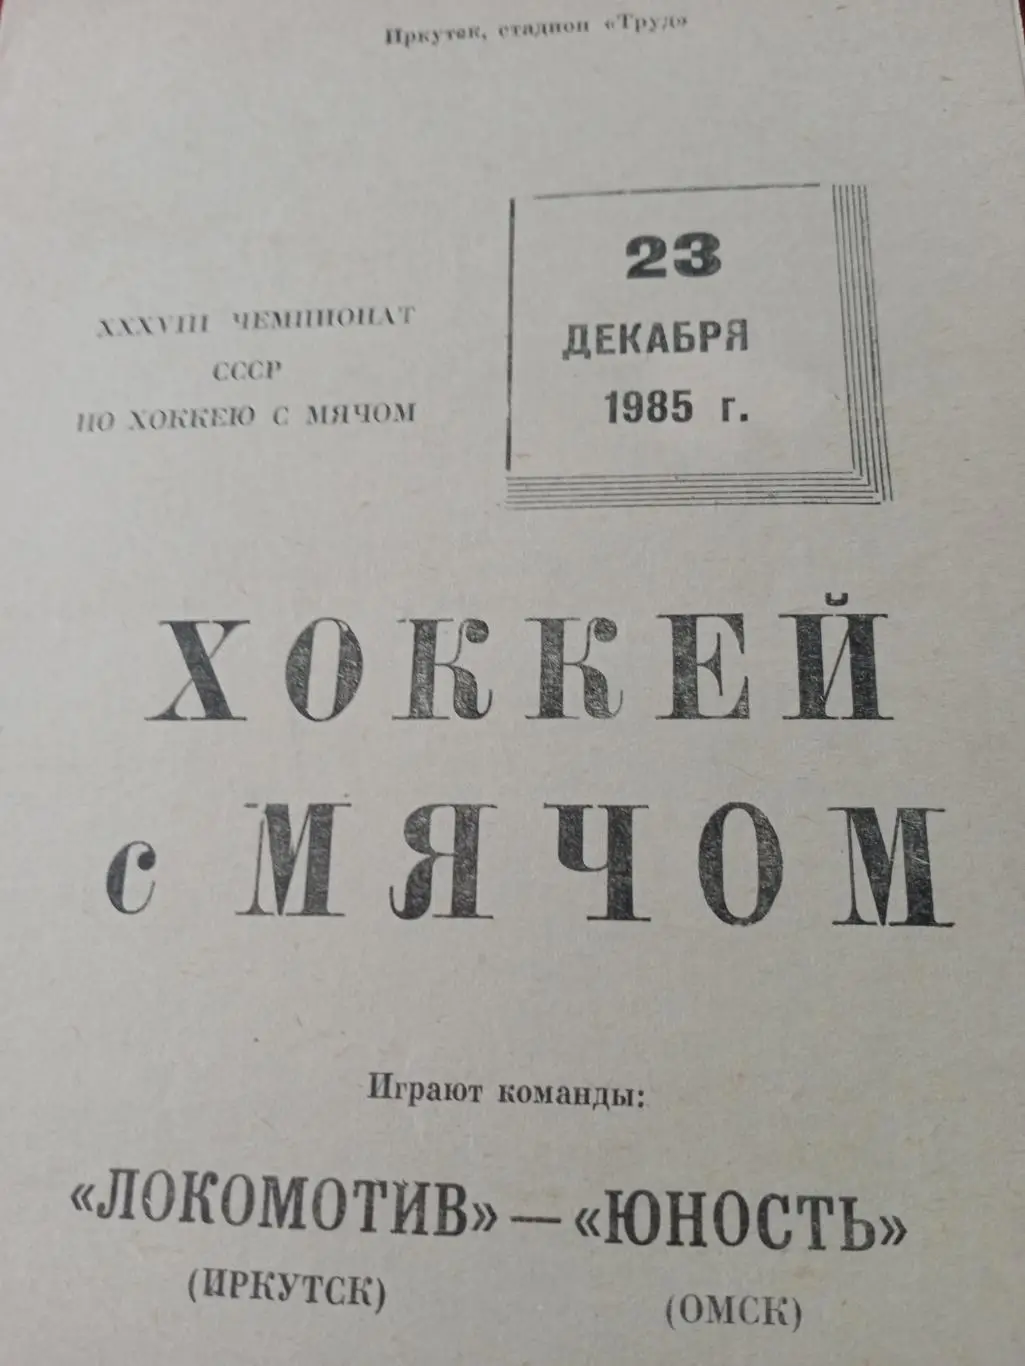 Иркутск, стадион «Труд»
XXXVIII ЧЕМПИОНАТ
СССР
ПО ХОККЕЮ С МЯЧОМ
23
ДЕКАБРЯ
1985 г.
ХОККЕЙ
с МЯЧОМ
Играют команды:
«ЛОКОМОТИВ» — «ЮНОСТЬ»
(ИРКУТСК) (ОМСК)